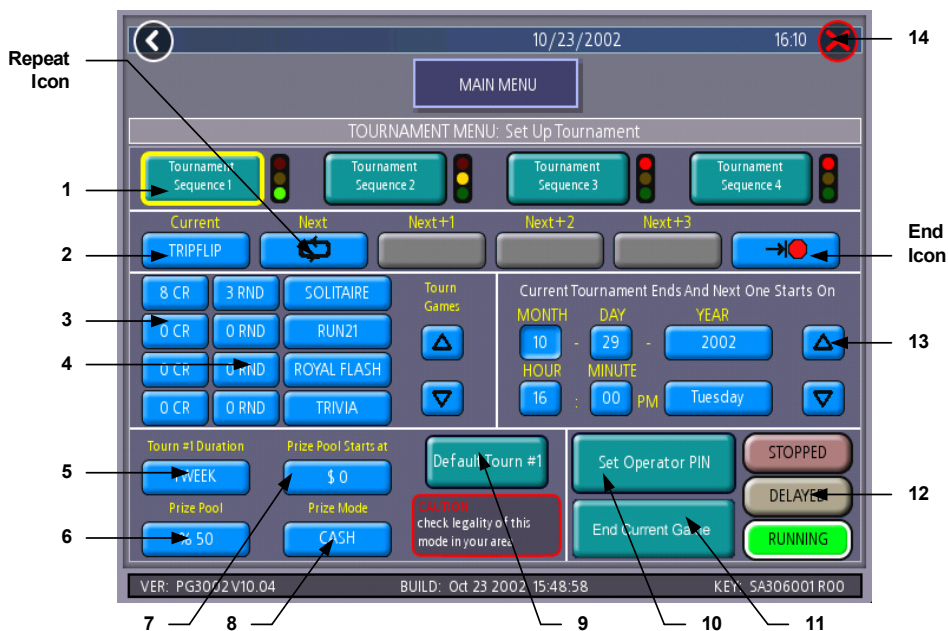 10/23/2002 16:10 14
Repeat
Icon
MAIN MENU
TOURNAMENT MENU: Set Up Tournament
1
Tournament
Sequence 1
Tournament
Sequence 2
Tournament
Sequence 3
Tournament
Sequence 4
Current Next Next+1 Next+2 Next+3
2 TRIPFLIP
End
Icon
8 CR 3 RND SOLITAIRE
3 0 CR 0 RND RUN21
4 0 CR 0 RND ROYAL FLASH
0 CR 0 RND TRIVIA
Tourn
Games
Current Tournament Ends And Next One Starts On
MONTH DAY YEAR
10 - 29 - 2002 13
HOUR MINUTE
16 : 00 PM Tuesday
Tourn #1 Duration Prize Pool Starts at
5 1 WEEK $ 0
Prize Pool Prize Mode
6 % 50 CASH
Default Tourn #1
CAUTION
check legality of this
mode in your area
Set Operator PIN
End Current Game
STOPPED
DELAYED 12
RUNNING
VER: PG3002 V10.04 BUILD: Oct 23 2002 15:48:58 KEY: SA306001 R00
7 8 9 10 11